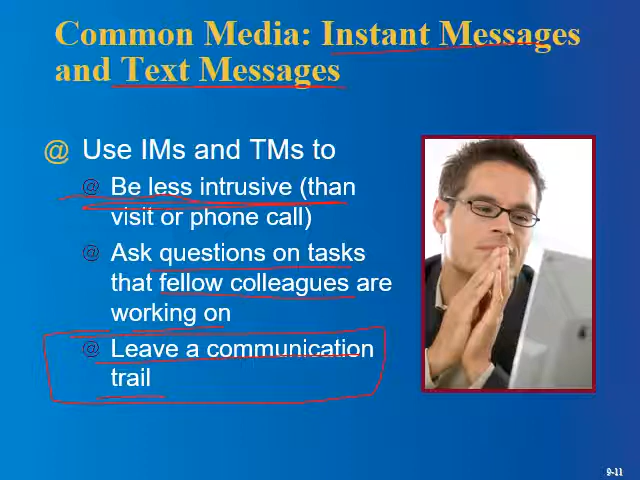 Common Media: Instant Messages
and Text Messages
@ Use IMs and TMs to
@ Be less intrusive (than
visit or phone call)
@ Ask questions on tasks
that fellow colleagues are
working on
@ Leave a communication
trail
9-11